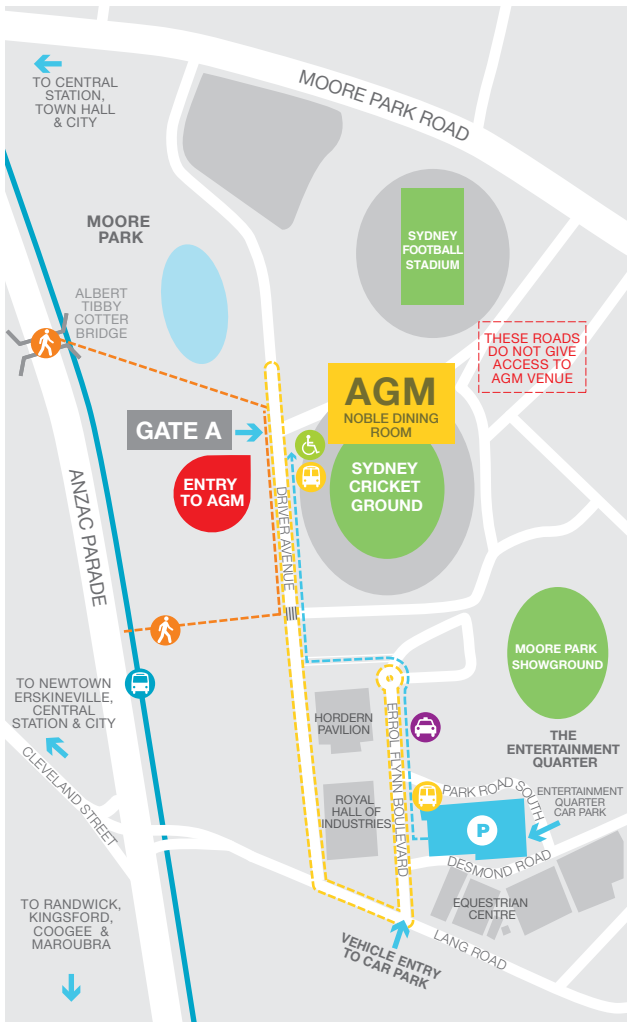 MOORE PARK ROAD
TO CENTRAL
STATION,
TOWN HALL
& CITY
MOORE
PARK
SYDNEY
FOOTBALL
STADIUM
ALBERT
TIBBY
COTTER
BRIDGE
THESE ROADS
DO NOT GIVE
ACCESS TO
AGM VENUE
AGM
NOBLE DINING
ROOM
GATE A
SYDNEY
CRICKET
GROUND
ENTRY
TO AGM
DRIVER AVENUE
ANZAC PARADE
MOORE PARK
SHOWGROUND
TO NEWTOWN
ERSKINEVILLE,
CENTRAL
STATION & CITY
HORDERN
PAVILION
ERROL FLYNN BOULEVARD
THE
ENTERTAINMENT
QUARTER
CLEVELAND STREET
PARK ROAD SOUTH
ENTERTAINMENT
QUARTER
CAR PARK
ROYAL
HALL OF
INDUSTRIES
P
DESMOND ROAD
EQUESTRIAN
CENTRE
TO RANDWICK,
KINGSFORD,
COOGEE &
MAROUBRA
VEHICLE ENTRY
TO CAR PARK
LANG ROAD